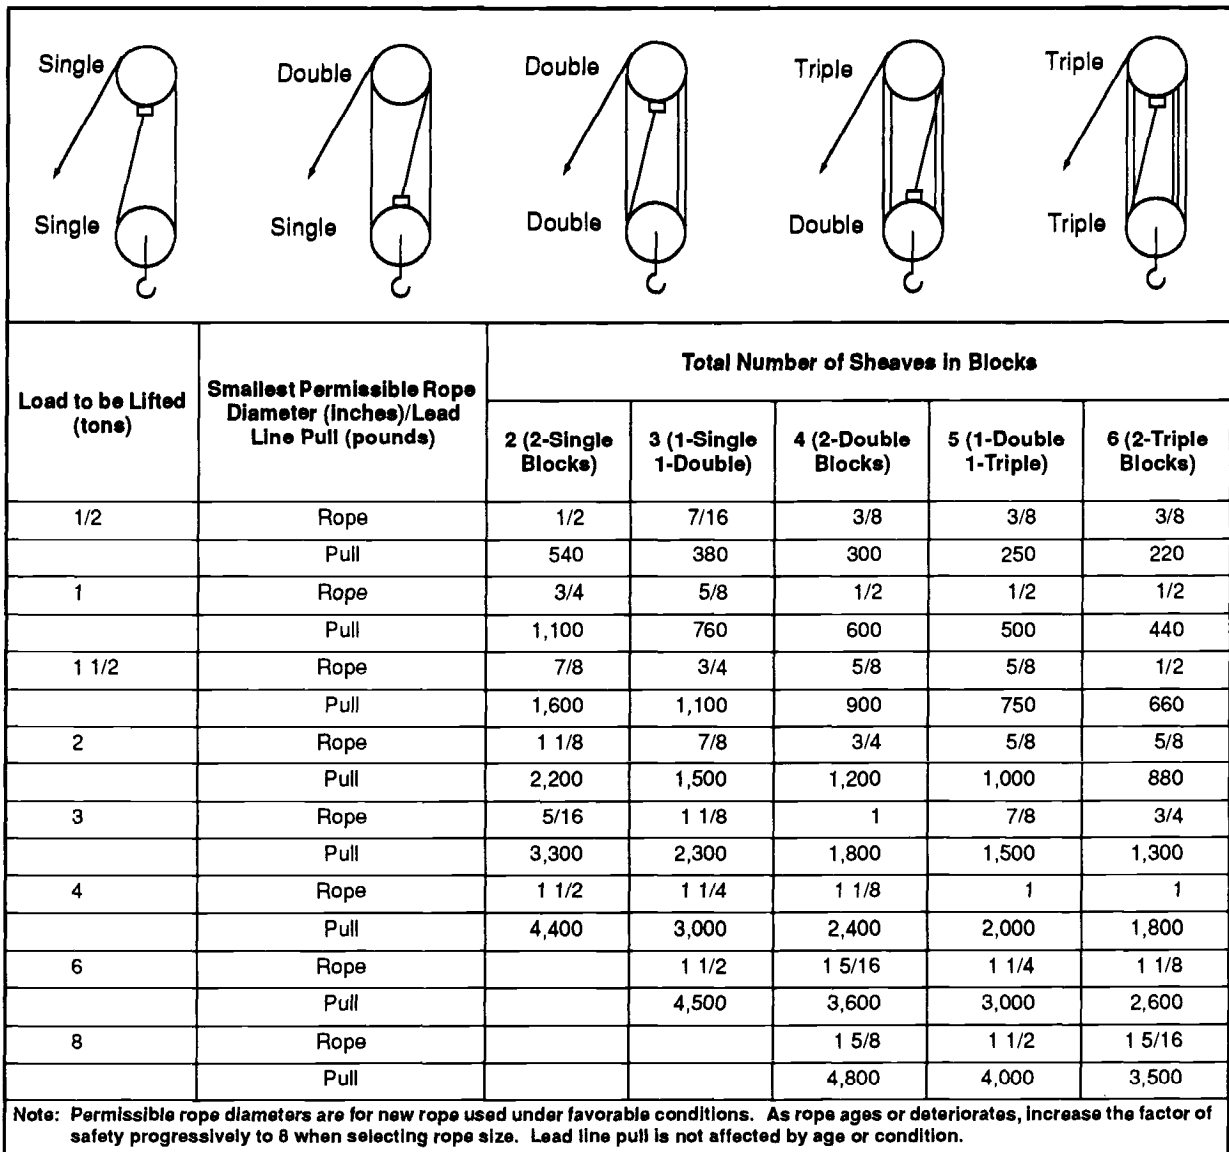 Single Double Double Triple Triple
Single Single Double Double Triple
Load to be Lifted (tons)
Smallest Permissible Rope Diameter (inches)/Lead Line Pull (pounds)
Total Number of Sheaves in Blocks
2 (2-Single Blocks) 3 (1-Single 1-Double) 4 (2-Double Blocks) 5 (1-Double 1-Triple) 6 (2-Triple Blocks)
1/2 Rope 1/2 7/16 3/8 3/8 3/8
Pull 540 380 300 250 220
1 Rope 3/4 5/8 1/2 1/2 1/2
Pull 1,100 760 600 500 440
1 1/2 Rope 7/8 3/4 5/8 5/8 1/2
Pull 1,600 1,100 900 750 660
2 Rope 1 1/8 7/8 3/4 5/8 5/8
Pull 2,200 1,500 1,200 1,000 880
3 Rope 5/16 1 1/8 1 7/8 3/4
Pull 3,300 2,300 1,800 1,500 1,300
4 Rope 1 1/2 1 1/4 1 1/8 1 1
Pull 4,400 3,000 2,400 2,000 1,800
6 Rope 1 1/2 1 5/16 1 1/4 1 1/8
Pull 4,500 3,600 3,000 2,600
8 Rope 1 5/8 1 1/2 1 5/16
Pull 4,800 4,000 3,500
Note: Permissible rope diameters are for new rope used under favorable conditions. As rope ages or deteriorates, increase the factor of
safety progressively to 8 when selecting rope size. Lead line pull is not affected by age or condition.